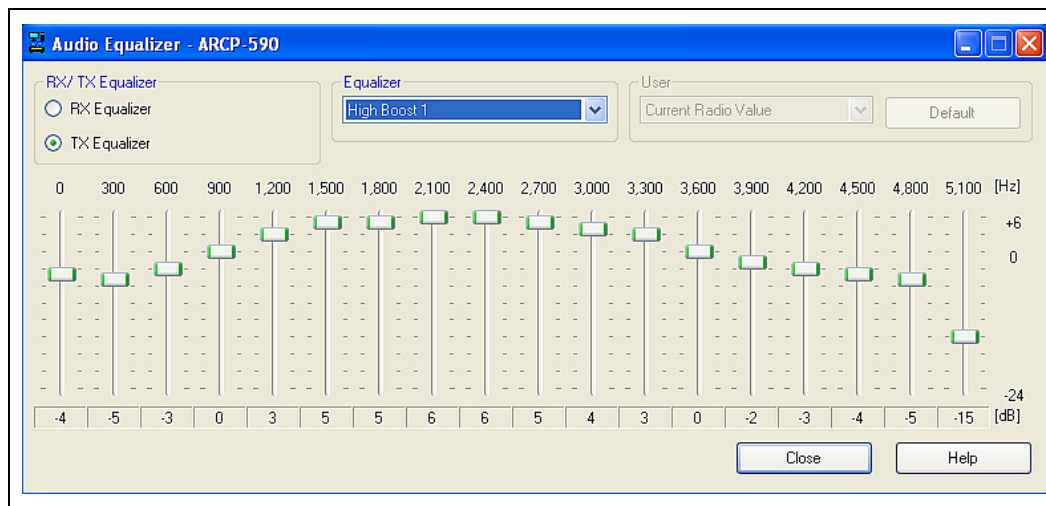 Audio Equalizer - ARCP-590
RX/ TX Equalizer
RX Equalizer
TX Equalizer
Equalizer
High Boost 1
User
Current Radio Value
Default
0 300 600 900 1,200 1,500 1,800 2,100 2,400 2,700 3,000 3,300 3,600 3,900 4,200 4,500 4,800 5,100 [Hz]
+6
0
-24
-4 -5 -3 0 3 5 5 6 6 5 4 3 0 -2 -3 -4 -5 -15 [dB]
Close Help